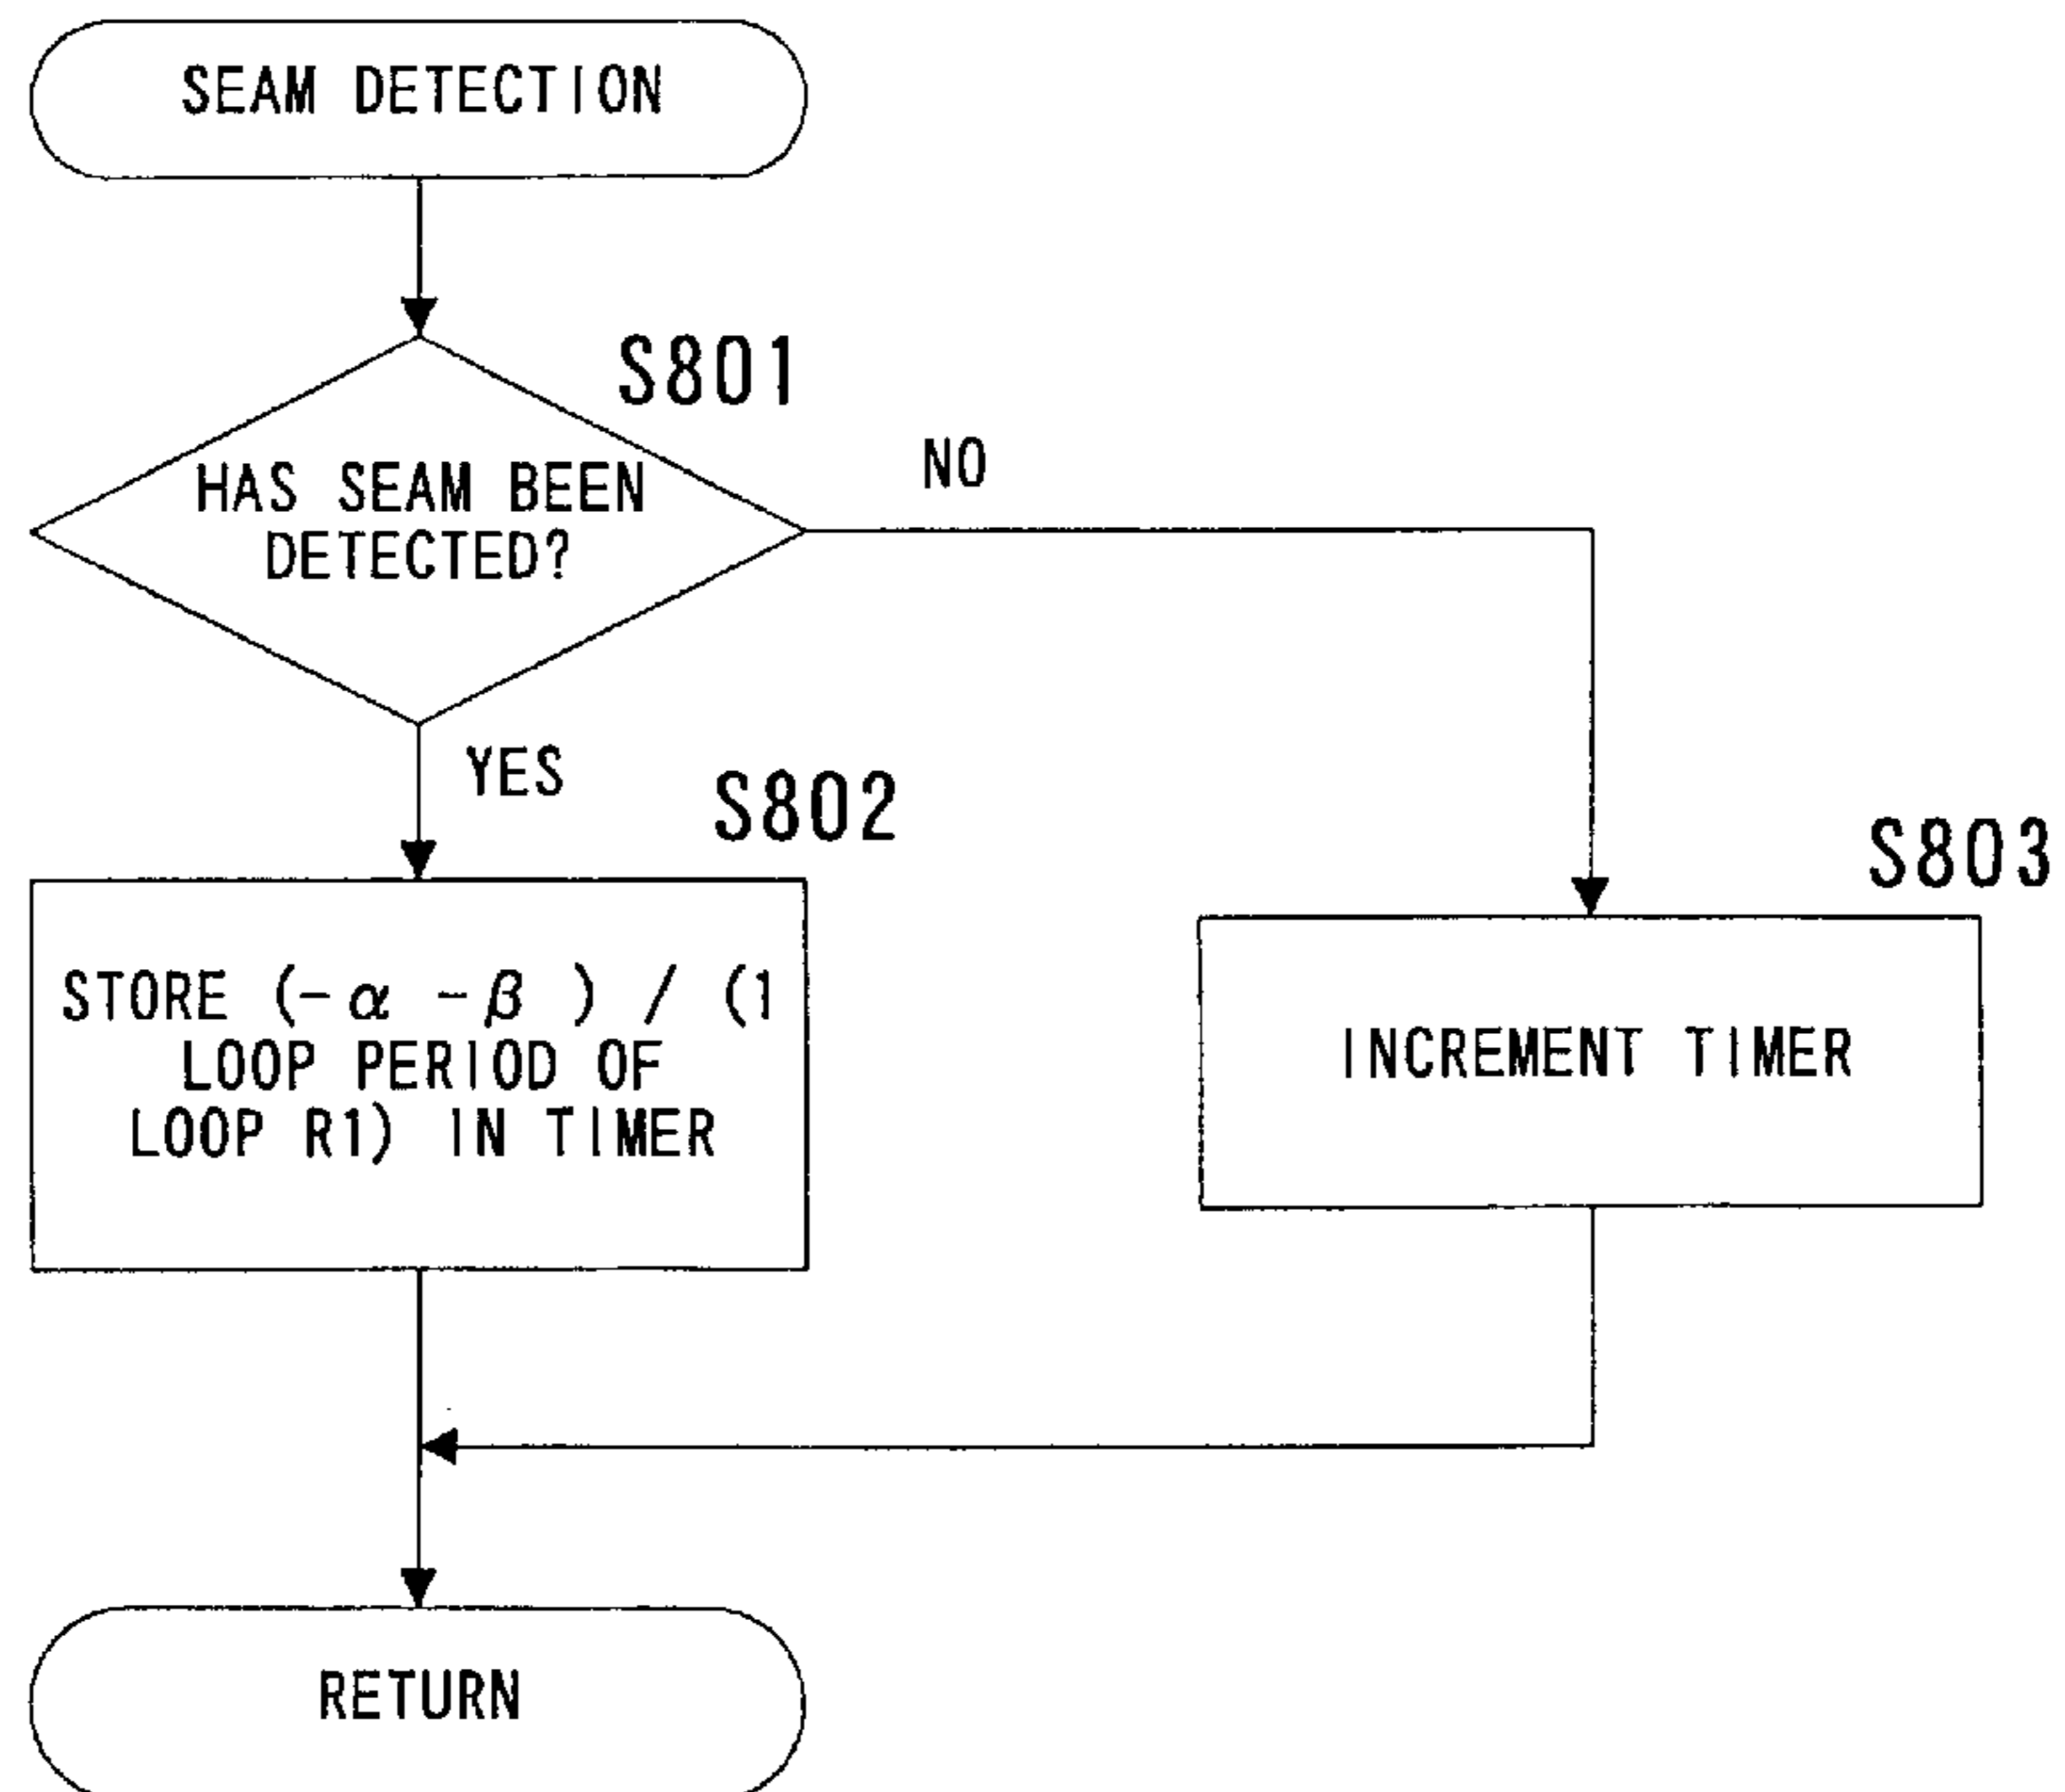 SEAM DETECTION
S801
HAS SEAM BEEN
DETECTED?
NO
YES
S802
STORE (-α -β ) / (1
LOOP PERIOD OF
LOOP R1) IN TIMER
S803
INCREMENT TIMER
RETURN